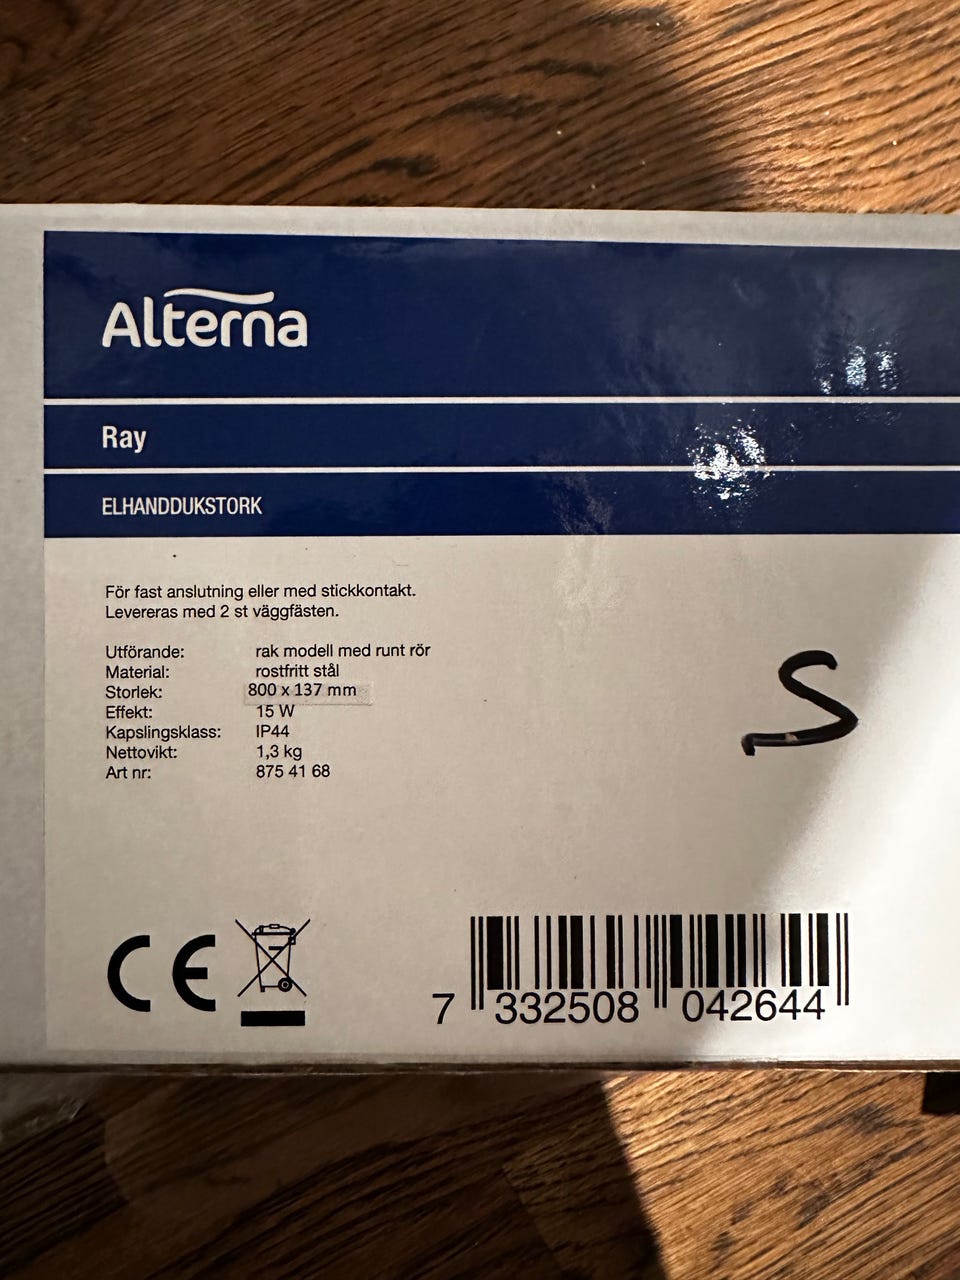 Alterna
Ray
ELHANDDUKSTORK
För fast anslutning eller med stickkontakt.
Levereras med 2 st väggfästen.
Utförande: rak modell med runt rör
Material: rostfritt stål
Storlek: 800 x 137 mm
Effekt: 15 W
Kapslingsklass: IP44
Nettovikt: 1,3 kg
Art nr: 875 41 68
S
CE
7 332508 042644